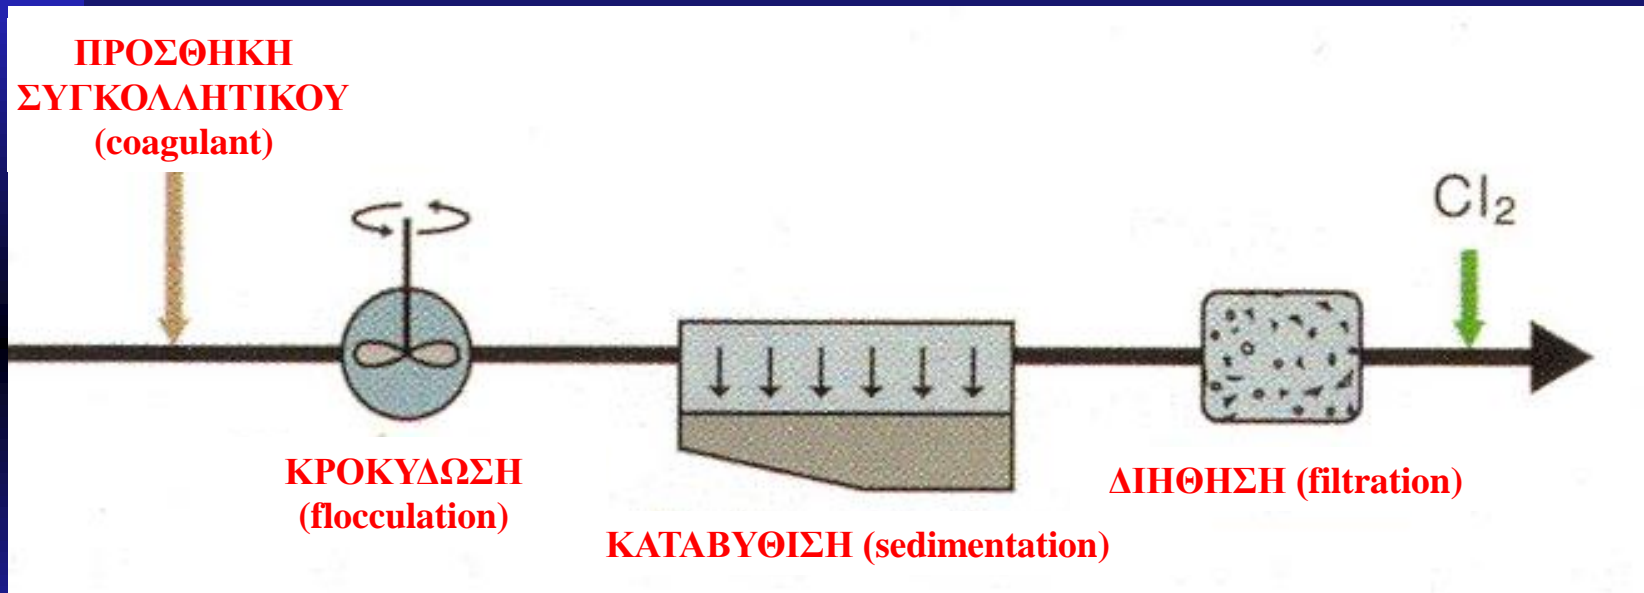 ΠΡΟΣΘΗΚΗ
ΣΥΓΚΟΛΛΗΤΙΚΟΥ
(coagulant)
Cl₂
ΚΡΟΚΥΔΩΣΗ
(flocculation)
ΔΙΗΘΗΣΗ (filtration)
ΚΑΤΑΒΥΘΙΣΗ (sedimentation)